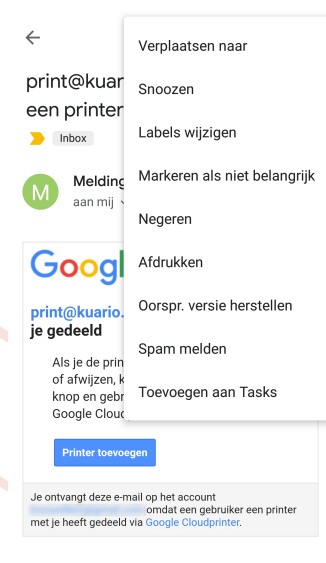 print@kuar
een printer
Inbox
M
Melding
aan mij
Verplaatsen naar
Snoozen
Labels wijzigen
Markeren als niet belangrijk
Negeren
Afdrukken
Oorspr. versie herstellen
Spam melden
Toevoegen aan Tasks
Googl
print@kuario.
je gedeeld
Als je de prin
of afwijzen, k
knop en gebr
Google Clou
Printer toevoegen
Je ontvangt deze e-mail op het account
omdat een gebruiker een printer
met je heeft gedeeld via Google Cloudprinter.